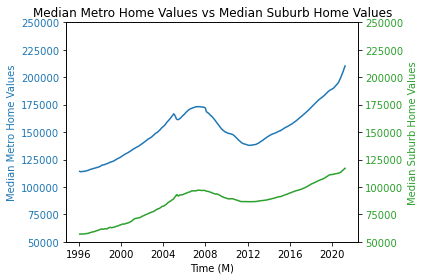 Median Metro Home Values vs Median Suburb Home Values
250000 250000
225000 225000
200000 200000
175000 175000
150000 150000
125000 125000
100000 100000
75000 75000
50000 50000
Median Metro Home Values
Median Suburb Home Values
1996 2000 2004 2008 2012 2016 2020
Time (M)